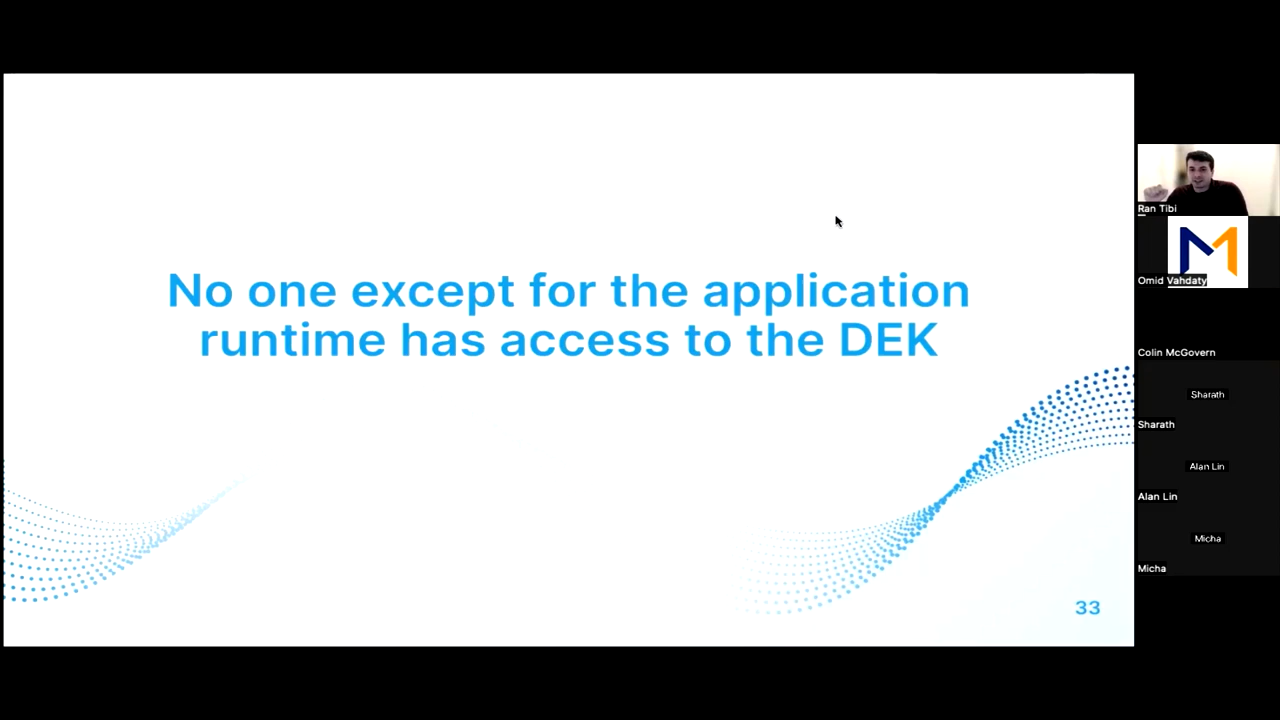 No one except for the application
runtime has access to the DEK
33
Ran Tibi
Omid Vahdaty
Colin McGovern
Sharath
Sharath
Alan Lin
Alan Lin
Micha
Micha